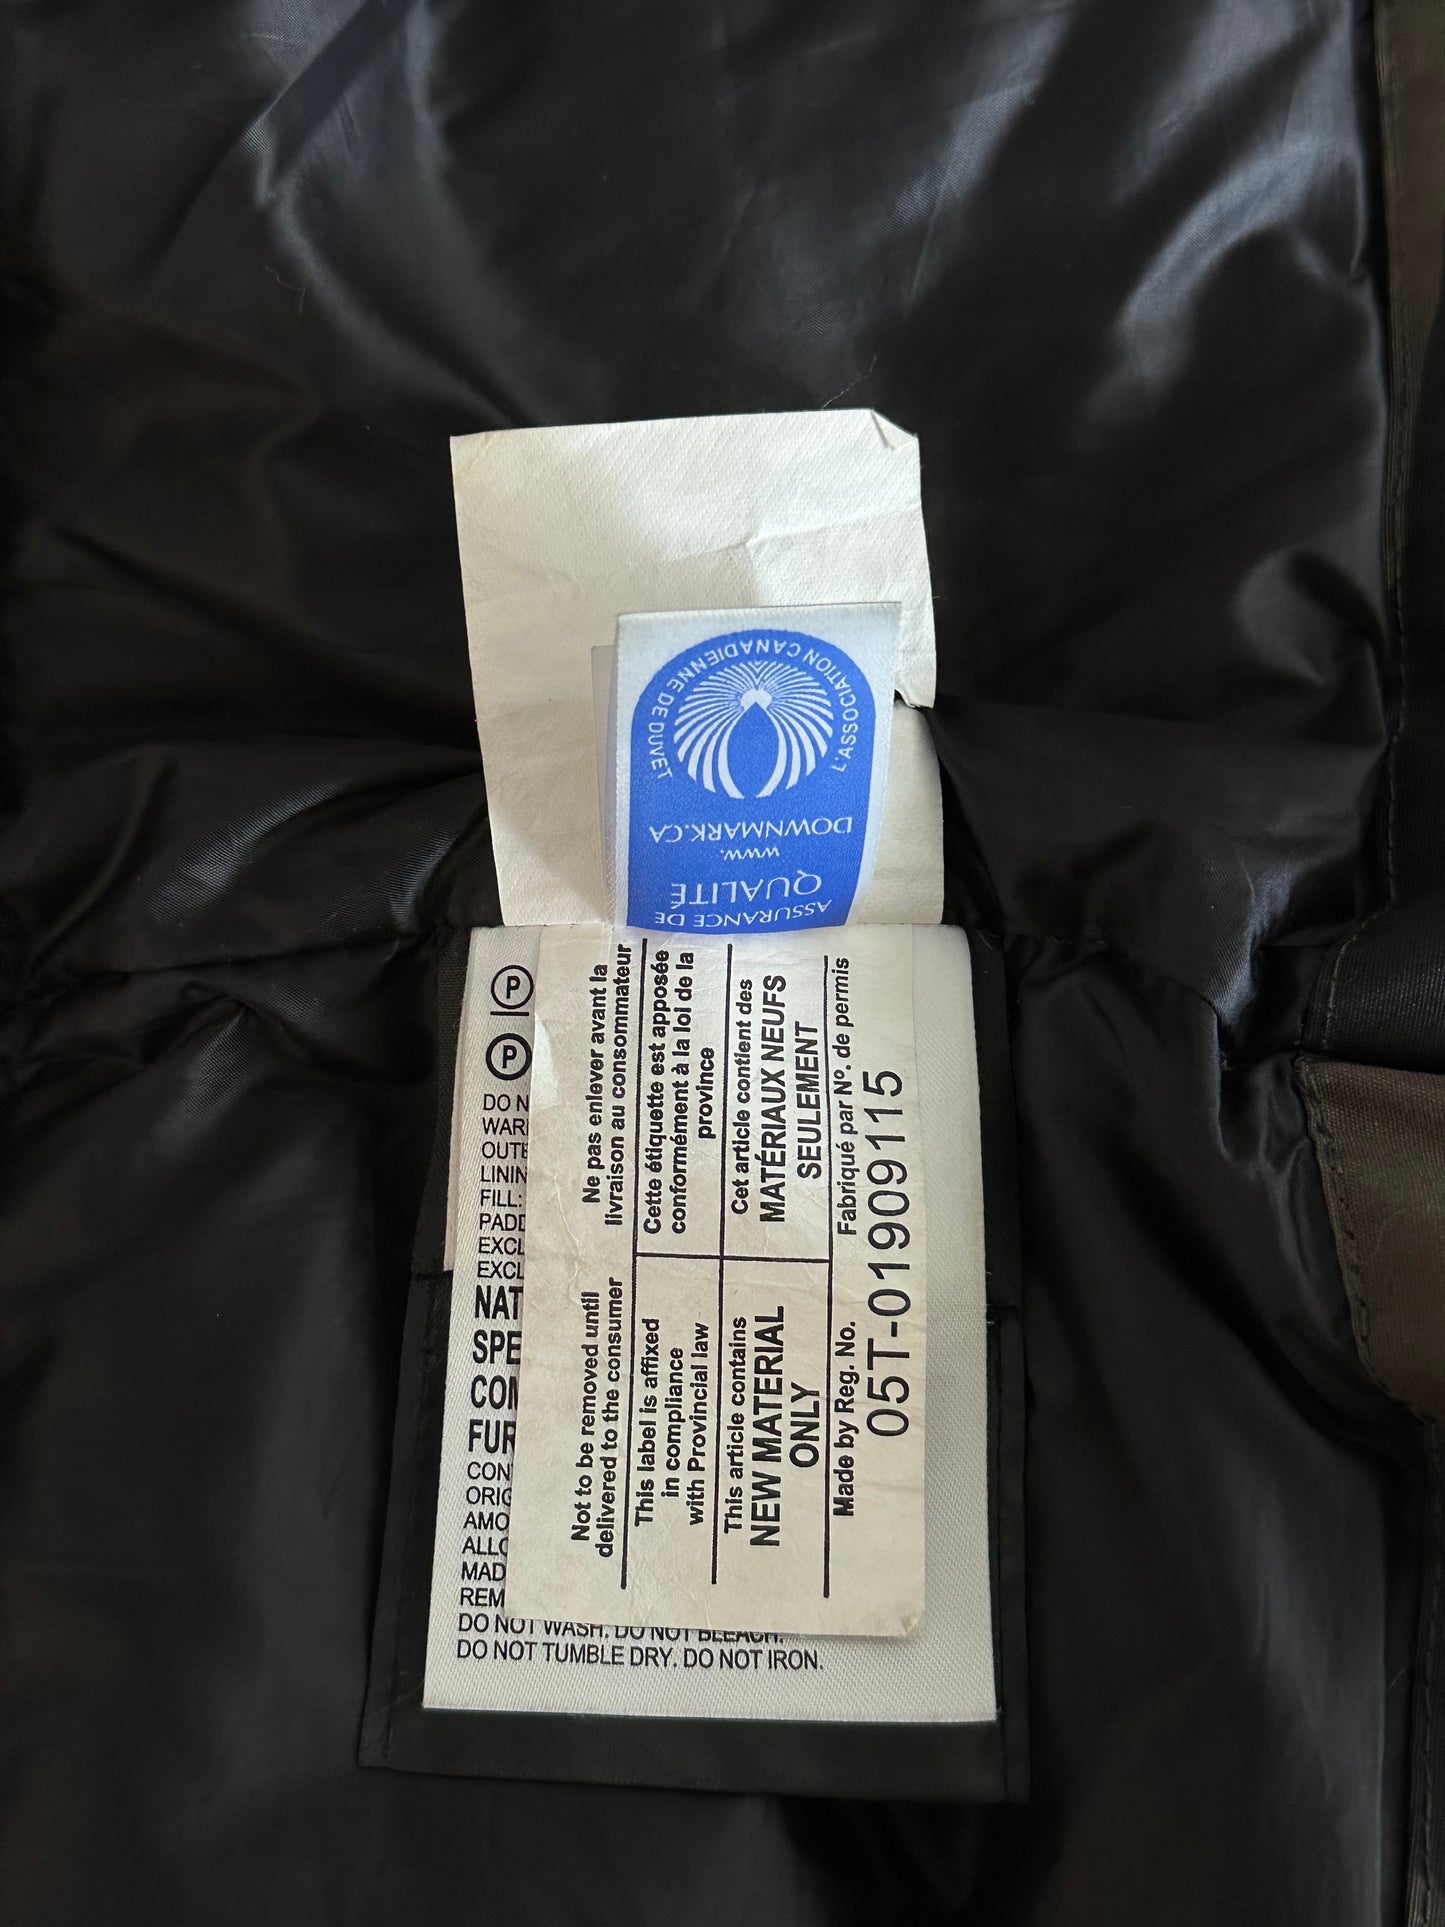 L'ASSOCIATION CANADIENNE DE DUVET
DOWNMARK.CA
www.
QUALITÉ
ASSURANCE DE
P
P
DO N
WAR
OUTE
LININ
FILL:
PADD
EXCL
EXCL
NAT
SPE
COM
FUR
CON
ORIG
AMO
ALLO
MAD
REM
DO NOT WASH. DO NOT BLEACH.
DO NOT TUMBLE DRY. DO NOT IRON.
Not to be removed until
delivered to the consumer
This label is affixed
in compliance
with Provincial law
This article contains
NEW MATERIAL
ONLY
Made by Reg. No.
Ne pas enlever avant la
livraison au consommateur
Cette étiquette est apposée
conformément à la loi de la
province
Cet article contient des
MATÉRIAUX NEUFS
SEULEMENT
Fabriqué par Nº. de permis
05T-01909115